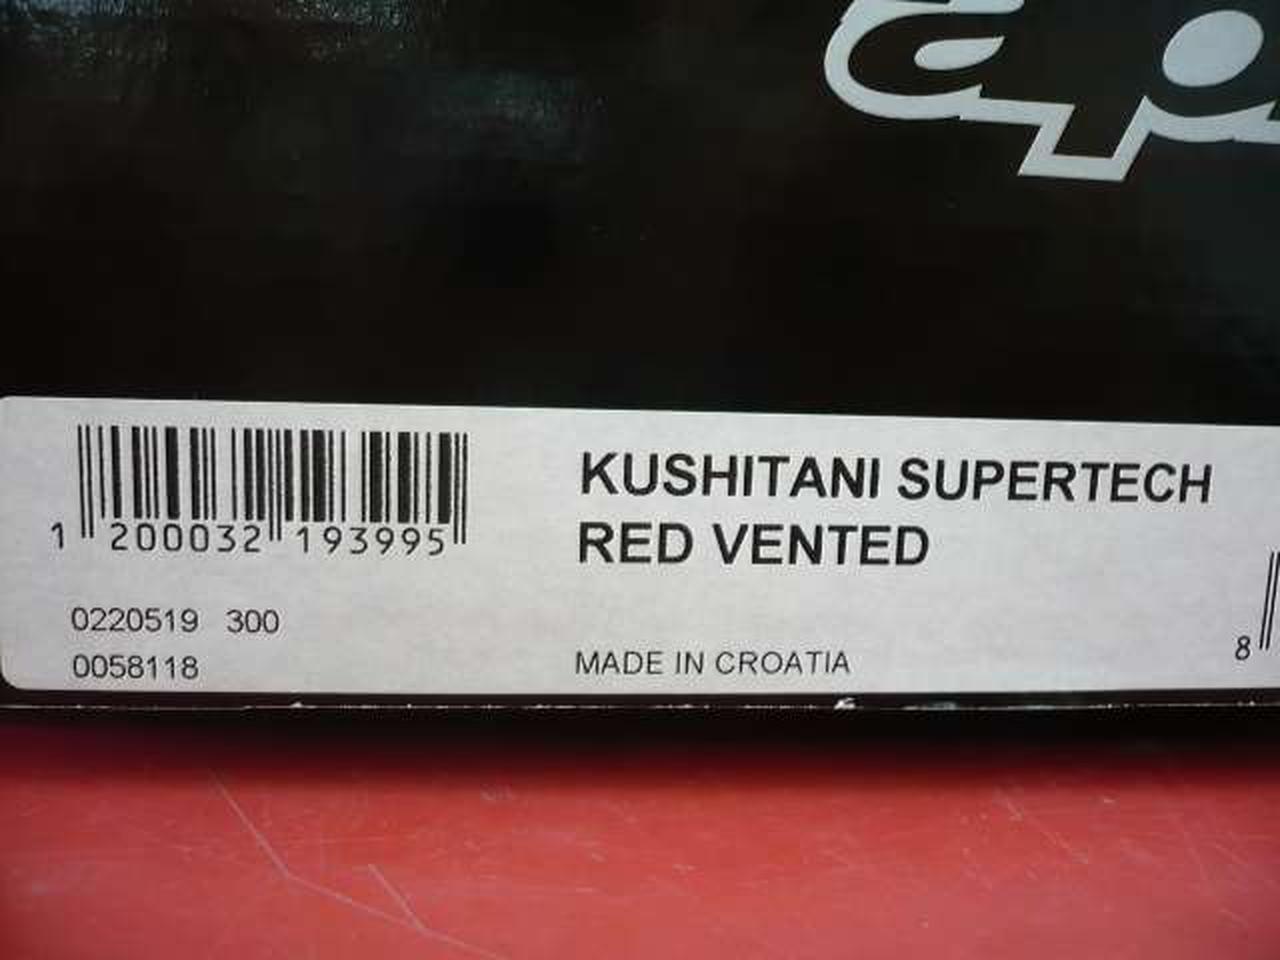 KUSHITANI SUPERTECH
RED VENTED
1 200032 193995
0220519 300
0058118
MADE IN CROATIA
8